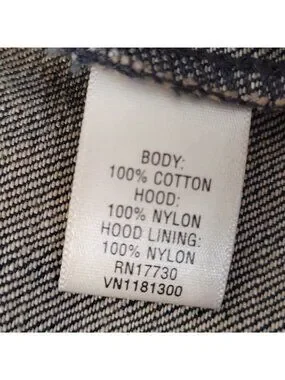 BODY:
100% COTTON
HOOD:
100% NYLON
HOOD LINING:
100% NYLON
RN17730
VN1181300